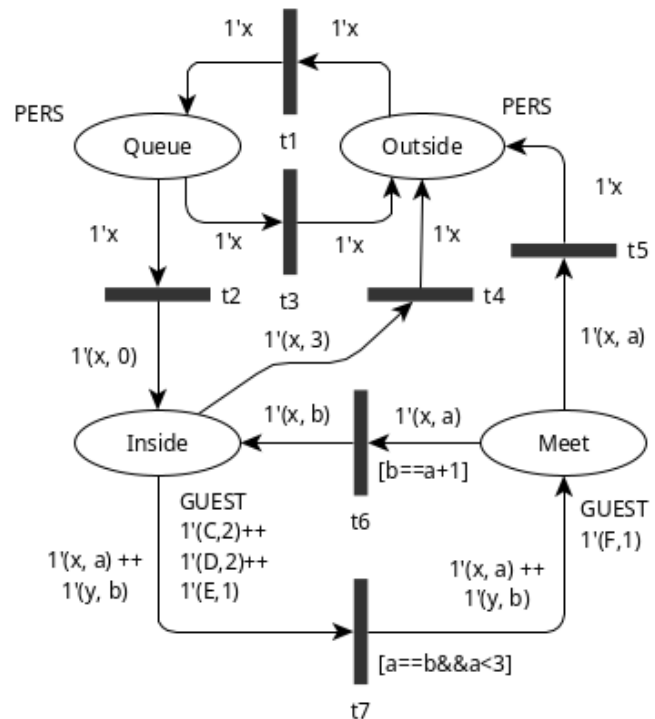 1'x
1'x
PERS
PERS
Queue
Outside
t1
1'x
1'x
1'x
1'x
1'x
t5
t2
t3
t4
1'(x, 3)
1'(x, 0)
1'(x, a)
1'(x, b)
1'(x, a)
Inside
Meet
[b==a+1]
GUEST
1'(C,2)++
1'(D,2)++
1'(E,1)
t6
GUEST
1'(F,1)
1'(x, a) ++
1'(y, b)
1'(x, a) ++
1'(y, b)
[a==b&&a<3]
t7